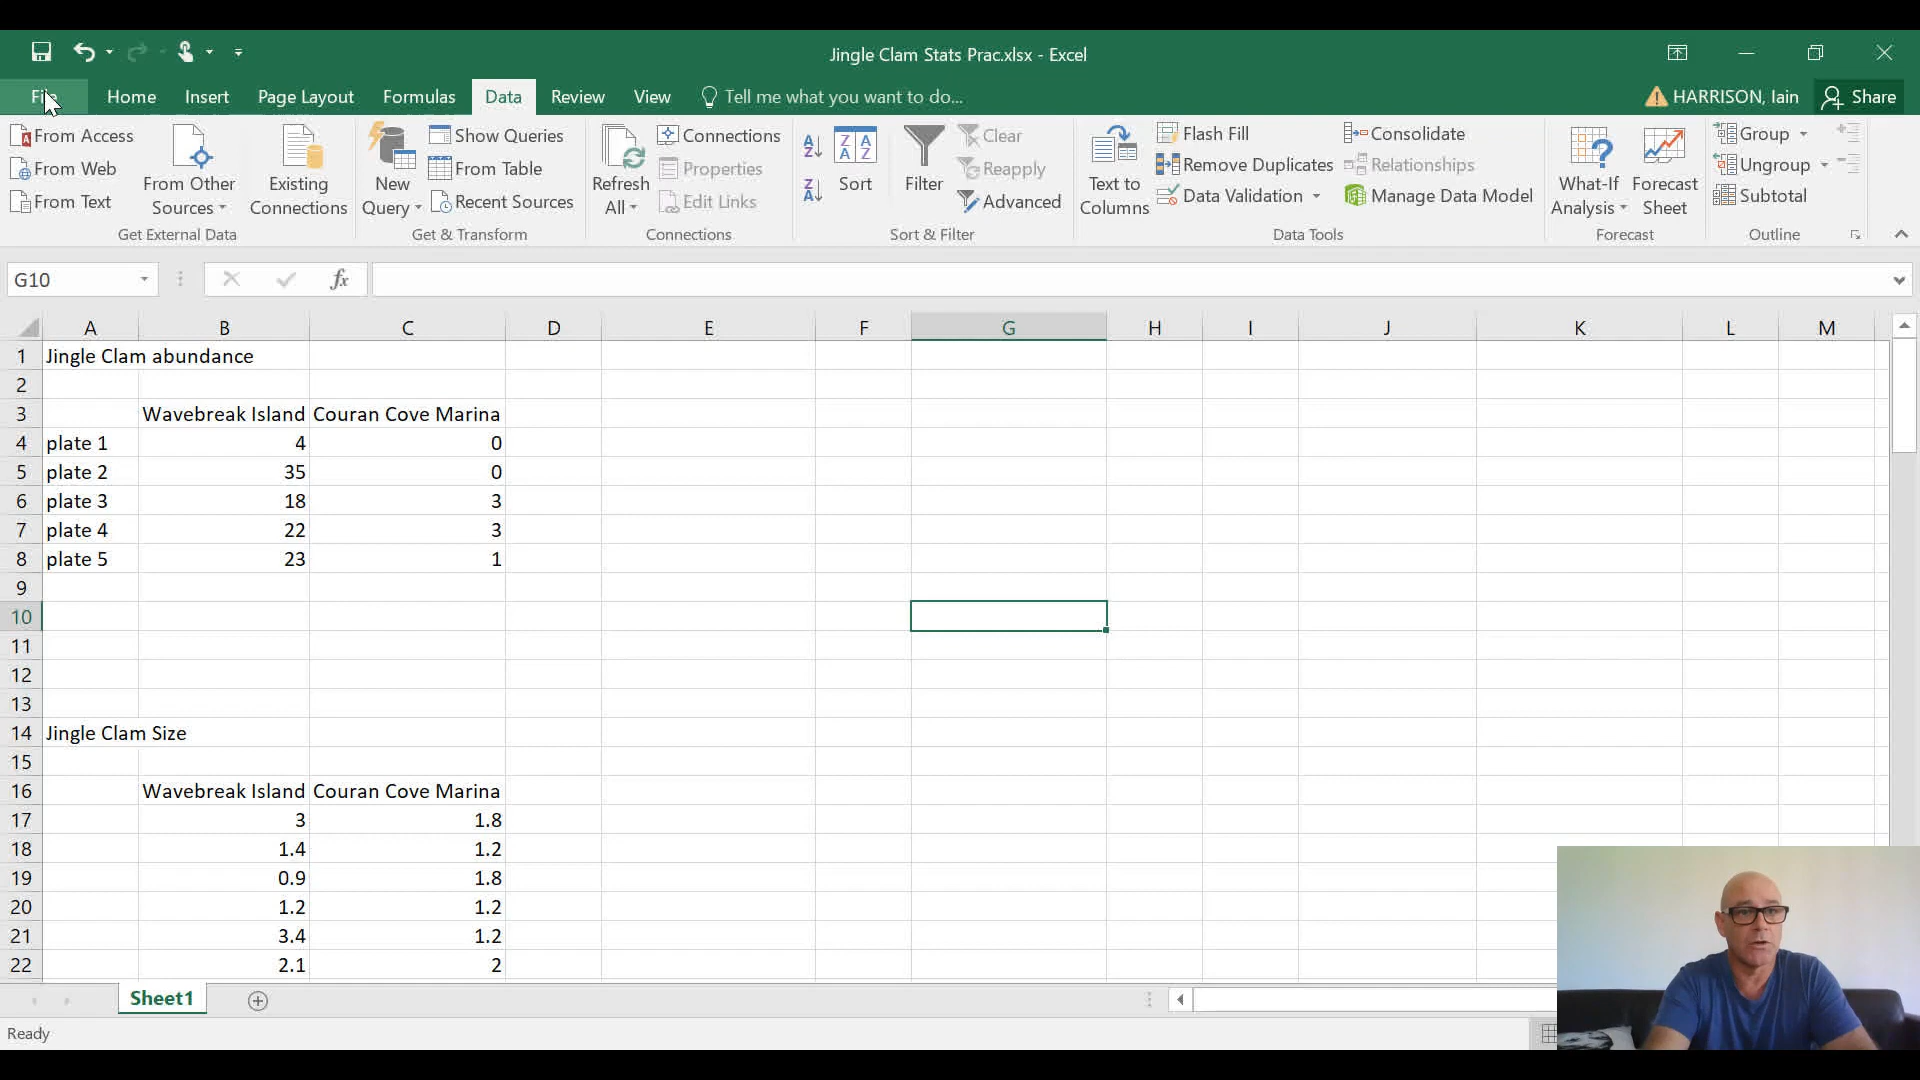 Jingle Clam Stats Prac.xlsx - Excel
File Home Insert Page Layout Formulas Data Review View Tell me what you want to do... HARRISON, Iain Share
From Access
From Web
From Text
From Other Sources
Existing Connections
Get External Data
New Query
Show Queries
From Table
Recent Sources
Get & Transform
Refresh All
Connections
Properties
Edit Links
Connections
Sort
Filter
Clear
Reapply
Advanced
Sort & Filter
Text to Columns
Flash Fill
Remove Duplicates
Data Validation
Consolidate
Relationships
Manage Data Model
Data Tools
What-If Analysis
Forecast Sheet
Forecast
Group
Ungroup
Subtotal
Outline
G10 fx
A B C D E F G H I J K L M
1 Jingle Clam abundance
2
3 Wavebreak Island Couran Cove Marina
4 plate 1 4 0
5 plate 2 35 0
6 plate 3 18 3
7 plate 4 22 3
8 plate 5 23 1
9
10
11
12
13
14 Jingle Clam Size
15
16 Wavebreak Island Couran Cove Marina
17 3 1.8
18 1.4 1.2
19 0.9 1.8
20 1.2 1.2
21 3.4 1.2
22 2.1 2
Sheet1
Ready